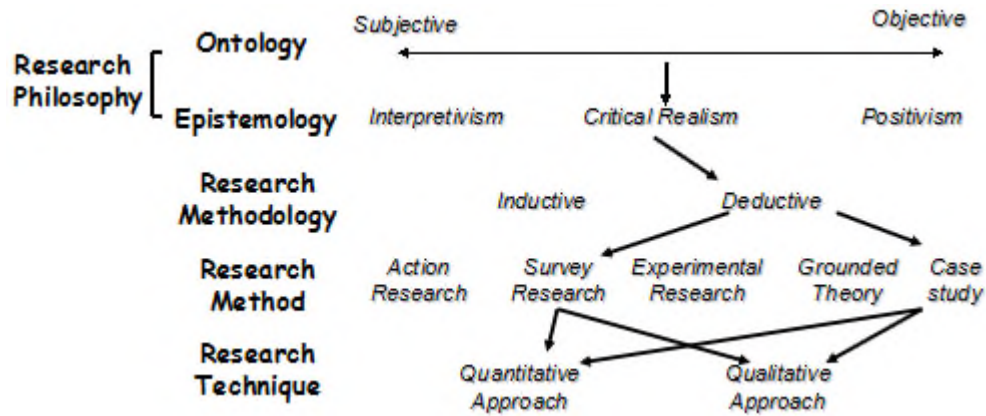 Subjective
Objective
Ontology
Research
Philosophy
Epistemology
Interpretivism
Critical Realism
Positivism
Research
Methodology
Inductive
Deductive
Research
Method
Action
Research
Survey
Research
Experimental
Research
Grounded
Theory
Case
study
Research
Technique
Quantitative
Approach
Qualitative
Approach